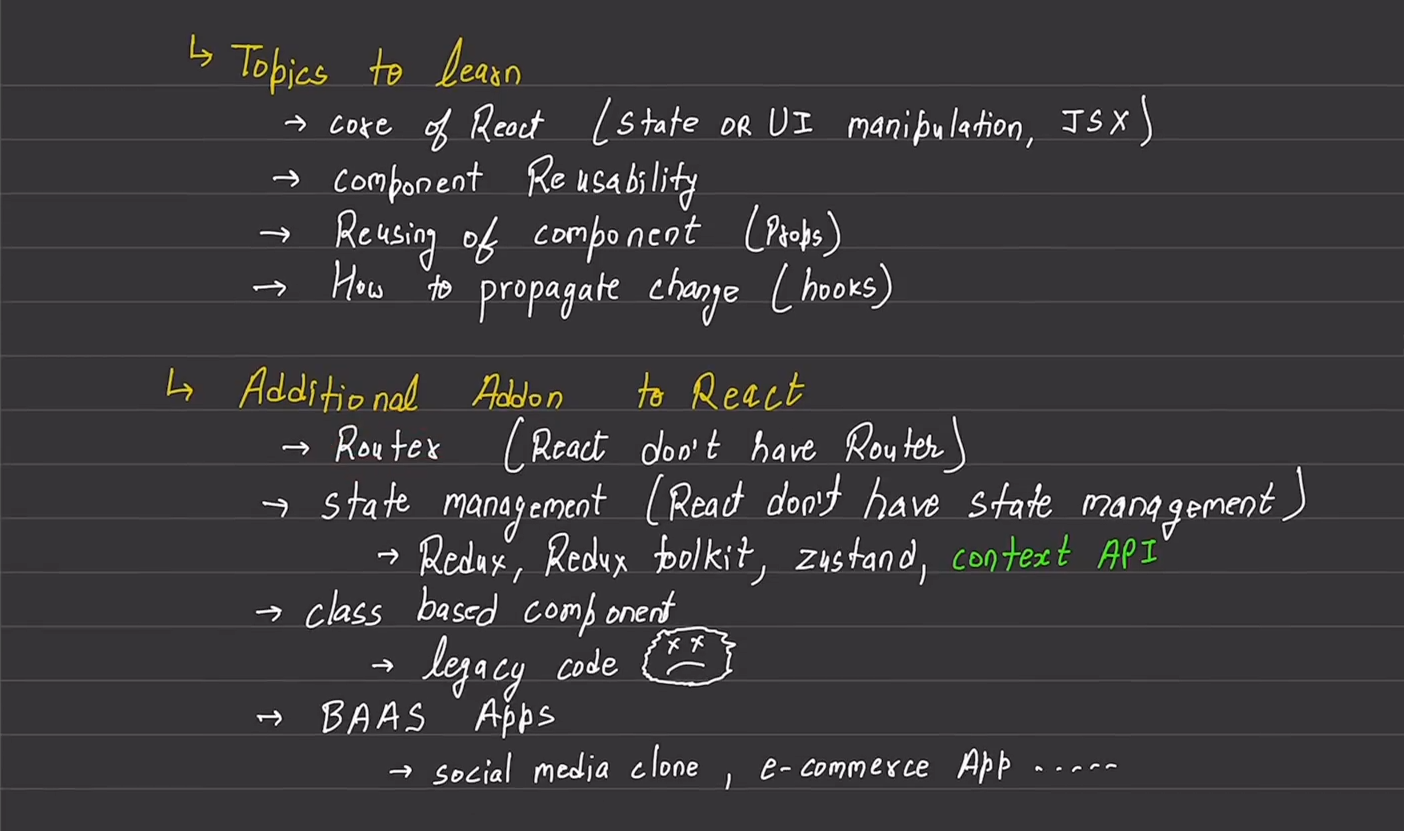 ↳ Topics to learn
→ core of React (state OR UI manipulation, JSX)
→ component Reusability
→ Reusing of component (Props)
→ How to propagate change (hooks)
↳ Additional Addon to React
→ Router (React don't have Router)
→ state management (React don't have state management)
→ Redux, Redux toolkit, zustand, context API
→ class based component
→ legacy code
→ BAAS Apps
→ social media clone, e-commerce App .....